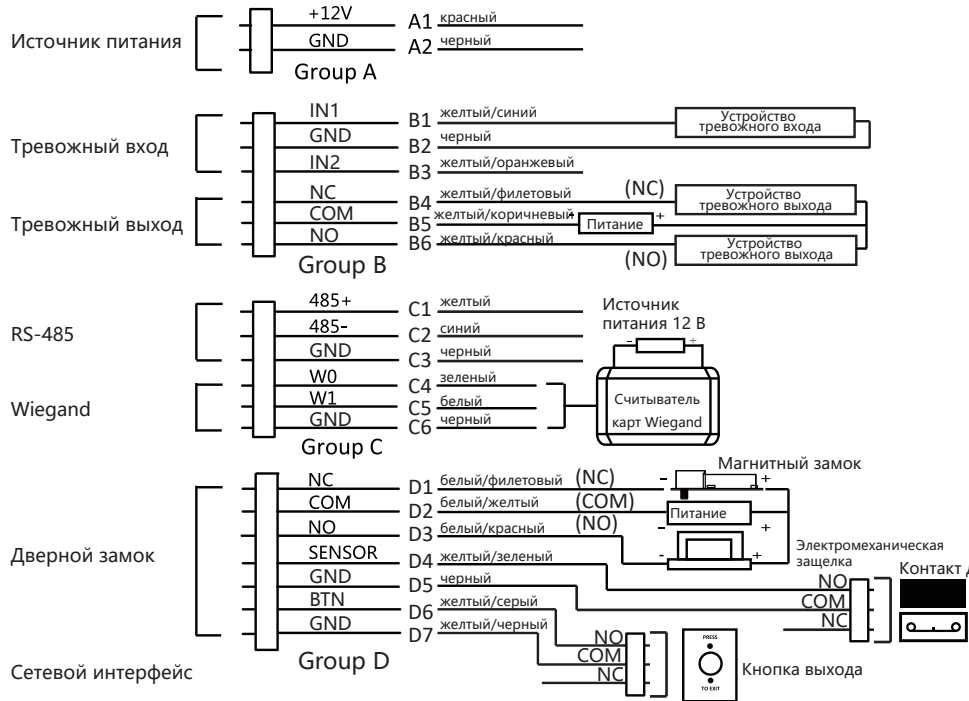 Источник питания
+12V A1 красный
GND A2 черный
Group A
Тревожный вход
IN1 B1 желтый/синий
GND B2 черный
IN2 B3 желтый/оранжевый
Устройство
тревожного входа
Тревожный выход
NC B4 желтый/филетовый (NC)
COM B5 желтый/коричневый - Питание +
NO B6 желтый/красный (NO)
Устройство
тревожного выхода
Устройство
тревожного выхода
Group B
RS-485
485+ C1 желтый
485- C2 синий
GND C3 черный
Wiegand
W0 C4 зеленый
W1 C5 белый
GND C6 черный
Group C
Источник
питания 12 В
- +
Считыватель
карт Wiegand
Дверной замок
NC D1 белый/филетовый (NC)
COM D2 белый/желтый (COM)
NO D3 белый/красный (NO)
SENSOR D4 желтый/зеленый
GND D5 черный
BTN D6 желтый/серый
GND D7 желтый/черный
Group D
Магнитный замок
- +
Питание
- +
- +
Электромеханическая
защелка
Контакт
NO
COM
NC
NO
COM
NC
PRESS
TO EXIT
Кнопка выхода
Сетевой интерфейс